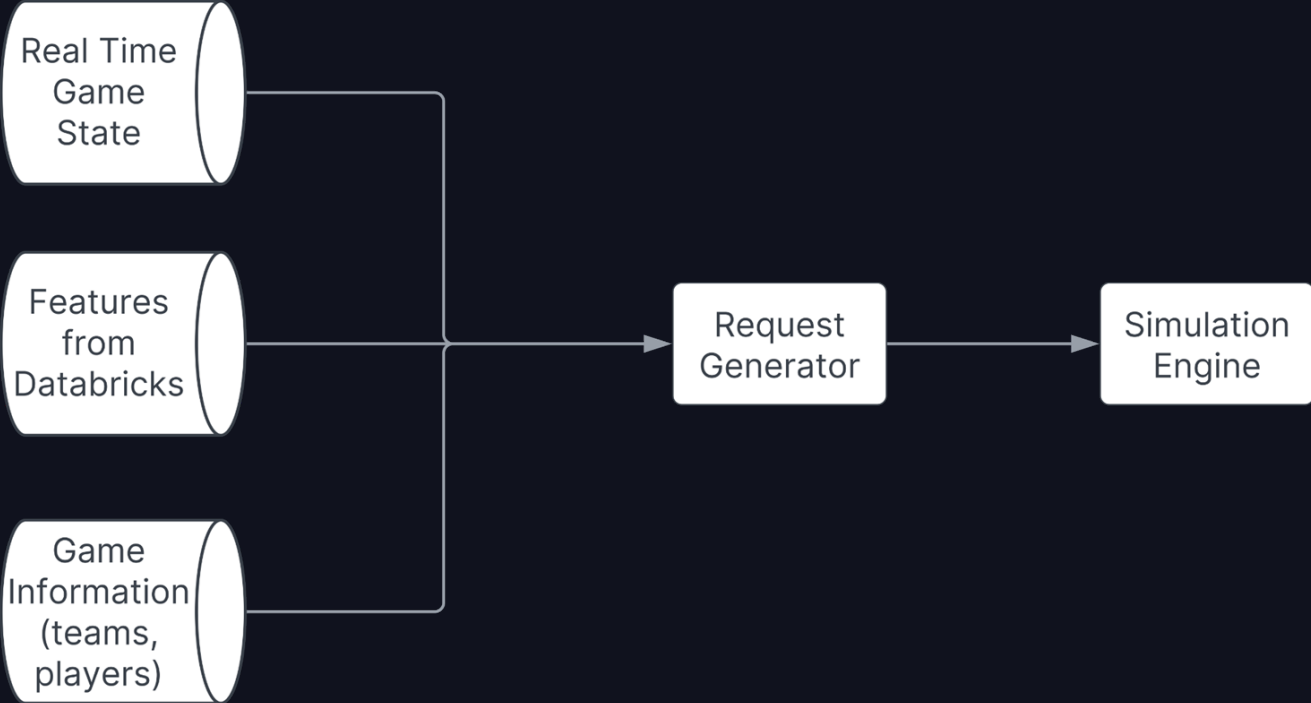 Real Time
Game
State
Features
from
Databricks
Game
Information
(teams,
players)
Request
Generator
Simulation
Engine